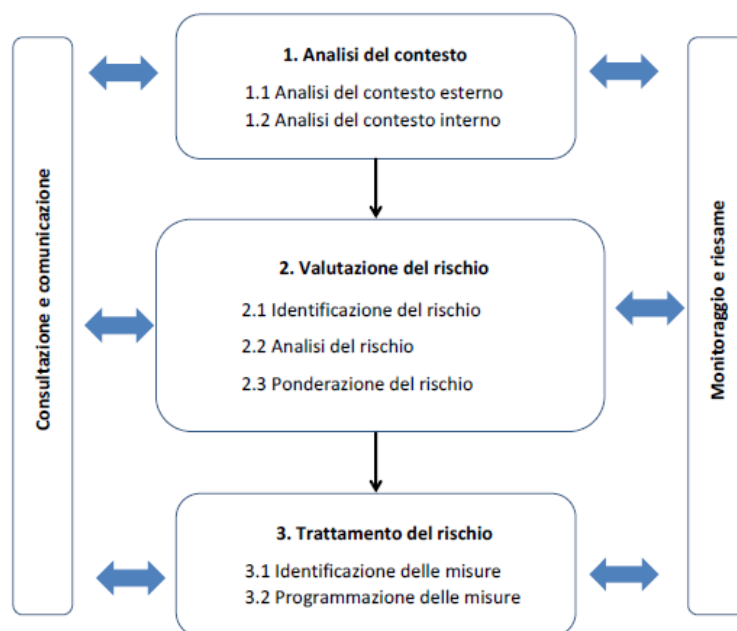 Consultazione e comunicazione
1. Analisi del contesto
1.1 Analisi del contesto esterno
1.2 Analisi del contesto interno
2. Valutazione del rischio
2.1 Identificazione del rischio
2.2 Analisi del rischio
2.3 Ponderazione del rischio
3. Trattamento del rischio
3.1 Identificazione delle misure
3.2 Programmazione delle misure
Monitoraggio e riesame